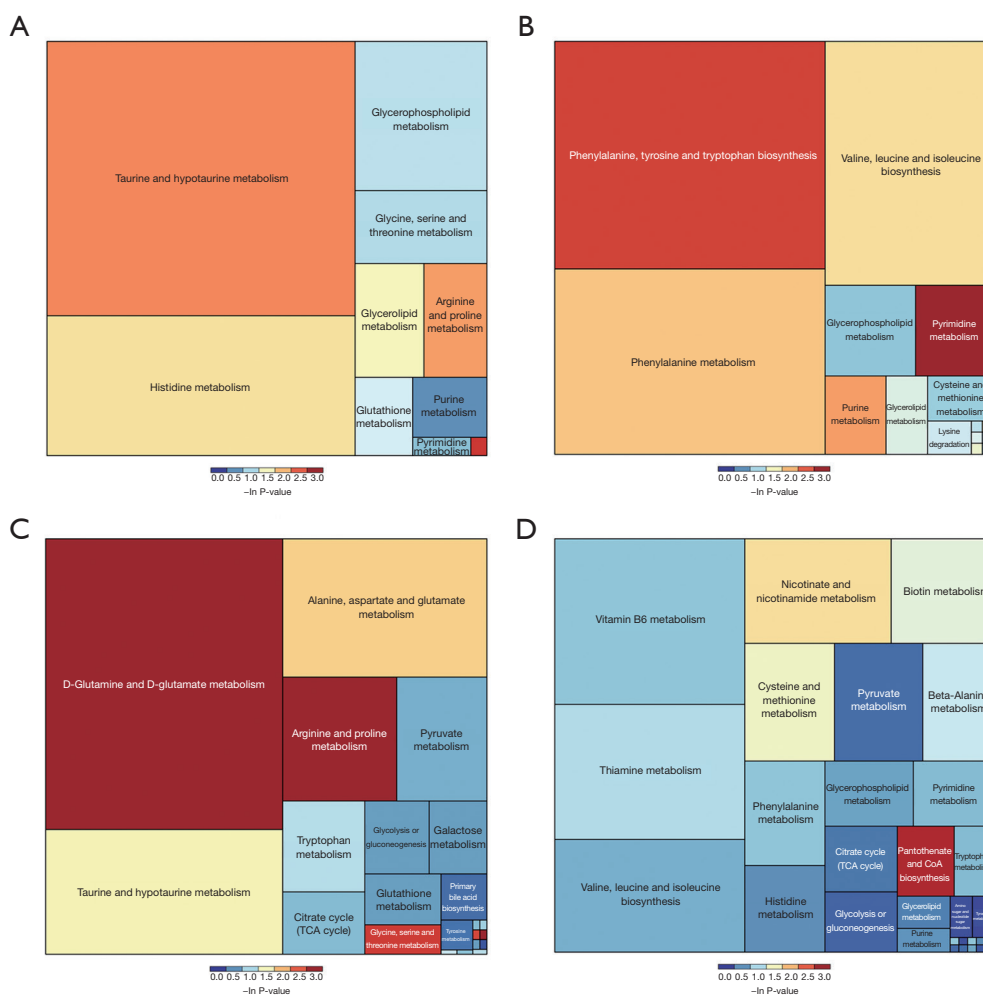 A
Taurine and hypotaurine metabolism
Histidine metabolism
Glycerophospholipid
metabolism
Glycine, serine and
threonine metabolism
Glycerolipid
metabolism
Arginine
and proline
metabolism
Glutathione
metabolism
Purine
metabolism
Pyrimidine
metabolism
0.0 0.5 1.0 1.5 2.0 2.5 3.0
–ln P-value
B
Phenylalanine, tyrosine and tryptophan biosynthesis
Phenylalanine metabolism
Valine, leucine and isoleucine
biosynthesis
Glycerophospholipid
metabolism
Pyrimidine
metabolism
Purine
metabolism
Glycerolipid
metabolism
Cysteine and
methionine
metabolism
Lysine
degradation
0.0 0.5 1.0 1.5 2.0 2.5 3.0
–ln P-value
C
D-Glutamine and D-glutamate metabolism
Taurine and hypotaurine metabolism
Alanine, aspartate and glutamate
metabolism
Arginine and proline
metabolism
Pyruvate
metabolism
Tryptophan
metabolism
Glycolysis or
gluconeogenesis
Galactose
metabolism
Citrate cycle
(TCA cycle)
Glutathione
metabolism
Primary
bile acid
biosynthesis
Glycine, serine and
threonine metabolism
Tyrosine
metabolism
0.0 0.5 1.0 1.5 2.0 2.5 3.0
–ln P-value
D
Vitamin B6 metabolism
Thiamine metabolism
Valine, leucine and isoleucine
biosynthesis
Nicotinate and
nicotinamide metabolism
Biotin metabolism
Cysteine and
methionine
metabolism
Pyruvate
metabolism
Beta-Alanin
metabolism
Phenylalanine
metabolism
Glycerophospholipid
metabolism
Pyrimidine
metabolism
Histidine
metabolism
Citrate cycle
(TCA cycle)
Pantothenate
and CoA
biosynthesis
Tryptopha
metaboli
Glycolysis or
gluconeogenesis
Glycerolipid
metabolism
Purine
metabolism
Amino
sugar and
nucleotide
sugar
metabolism
0.0 0.5 1.0 1.5 2.0 2.5 3.0
–ln P-value